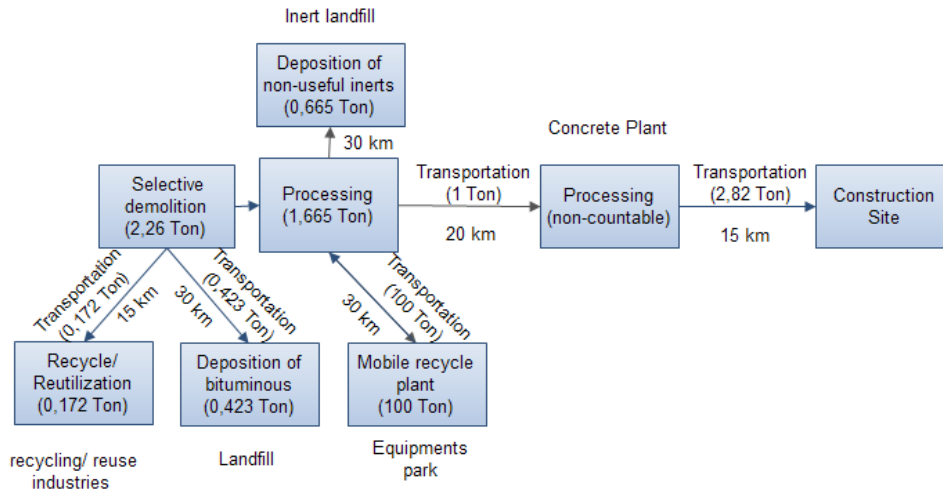 Inert landfill
Deposition of
non-useful inerts
(0,665 Ton)
30 km
Concrete Plant
Selective
demolition
(2,26 Ton)
Processing
(1,665 Ton)
Transportation
(1 Ton)
20 km
Processing
(non-countable)
Transportation
(2,82 Ton)
15 km
Construction
Site
Transportation
(0,172 Ton)
15 km
30 km
Transportation
(0,423 Ton)
30 km
Transportation
(100 Ton)
Recycle/
Reutilization
(0,172 Ton)
Deposition of
bituminous
(0,423 Ton)
Mobile recycle
plant
(100 Ton)
recycling/ reuse
industries
Landfill
Equipments
park